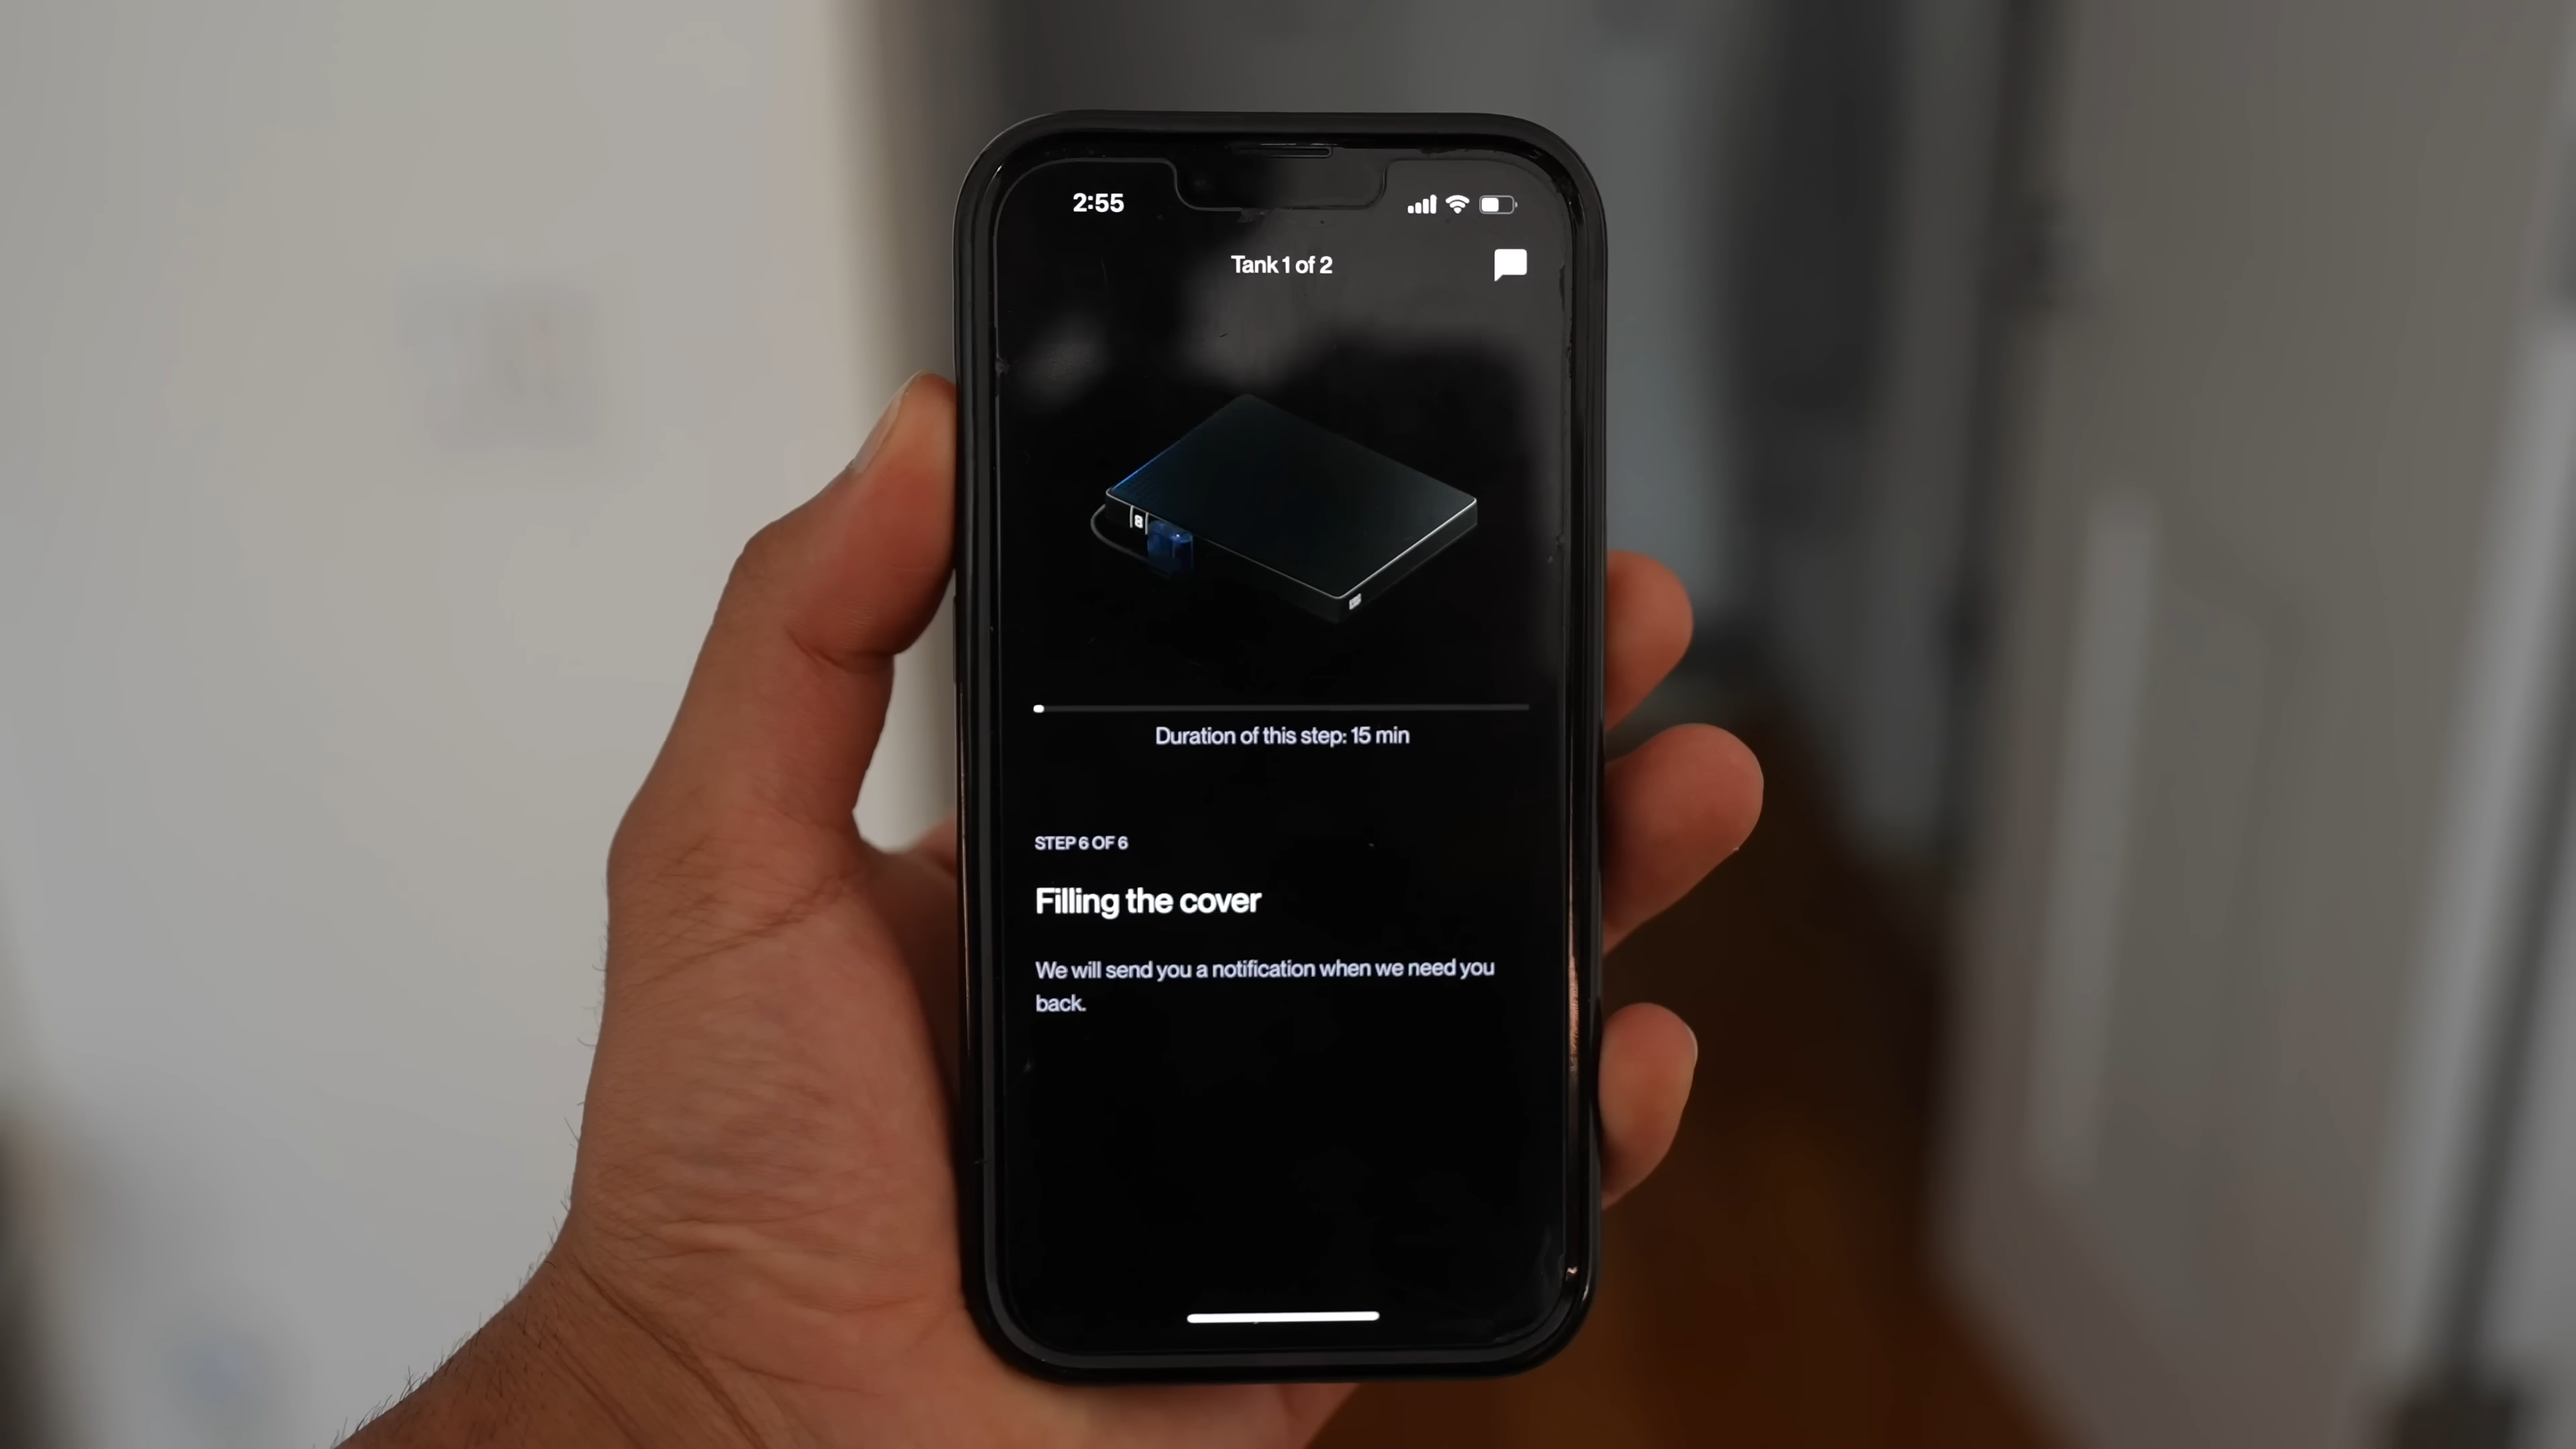 2:55
Tank 1 of 2
8
Duration of this step: 15 min
STEP 6 OF 6
Filling the cover
We will send you a notification when we need you
back.